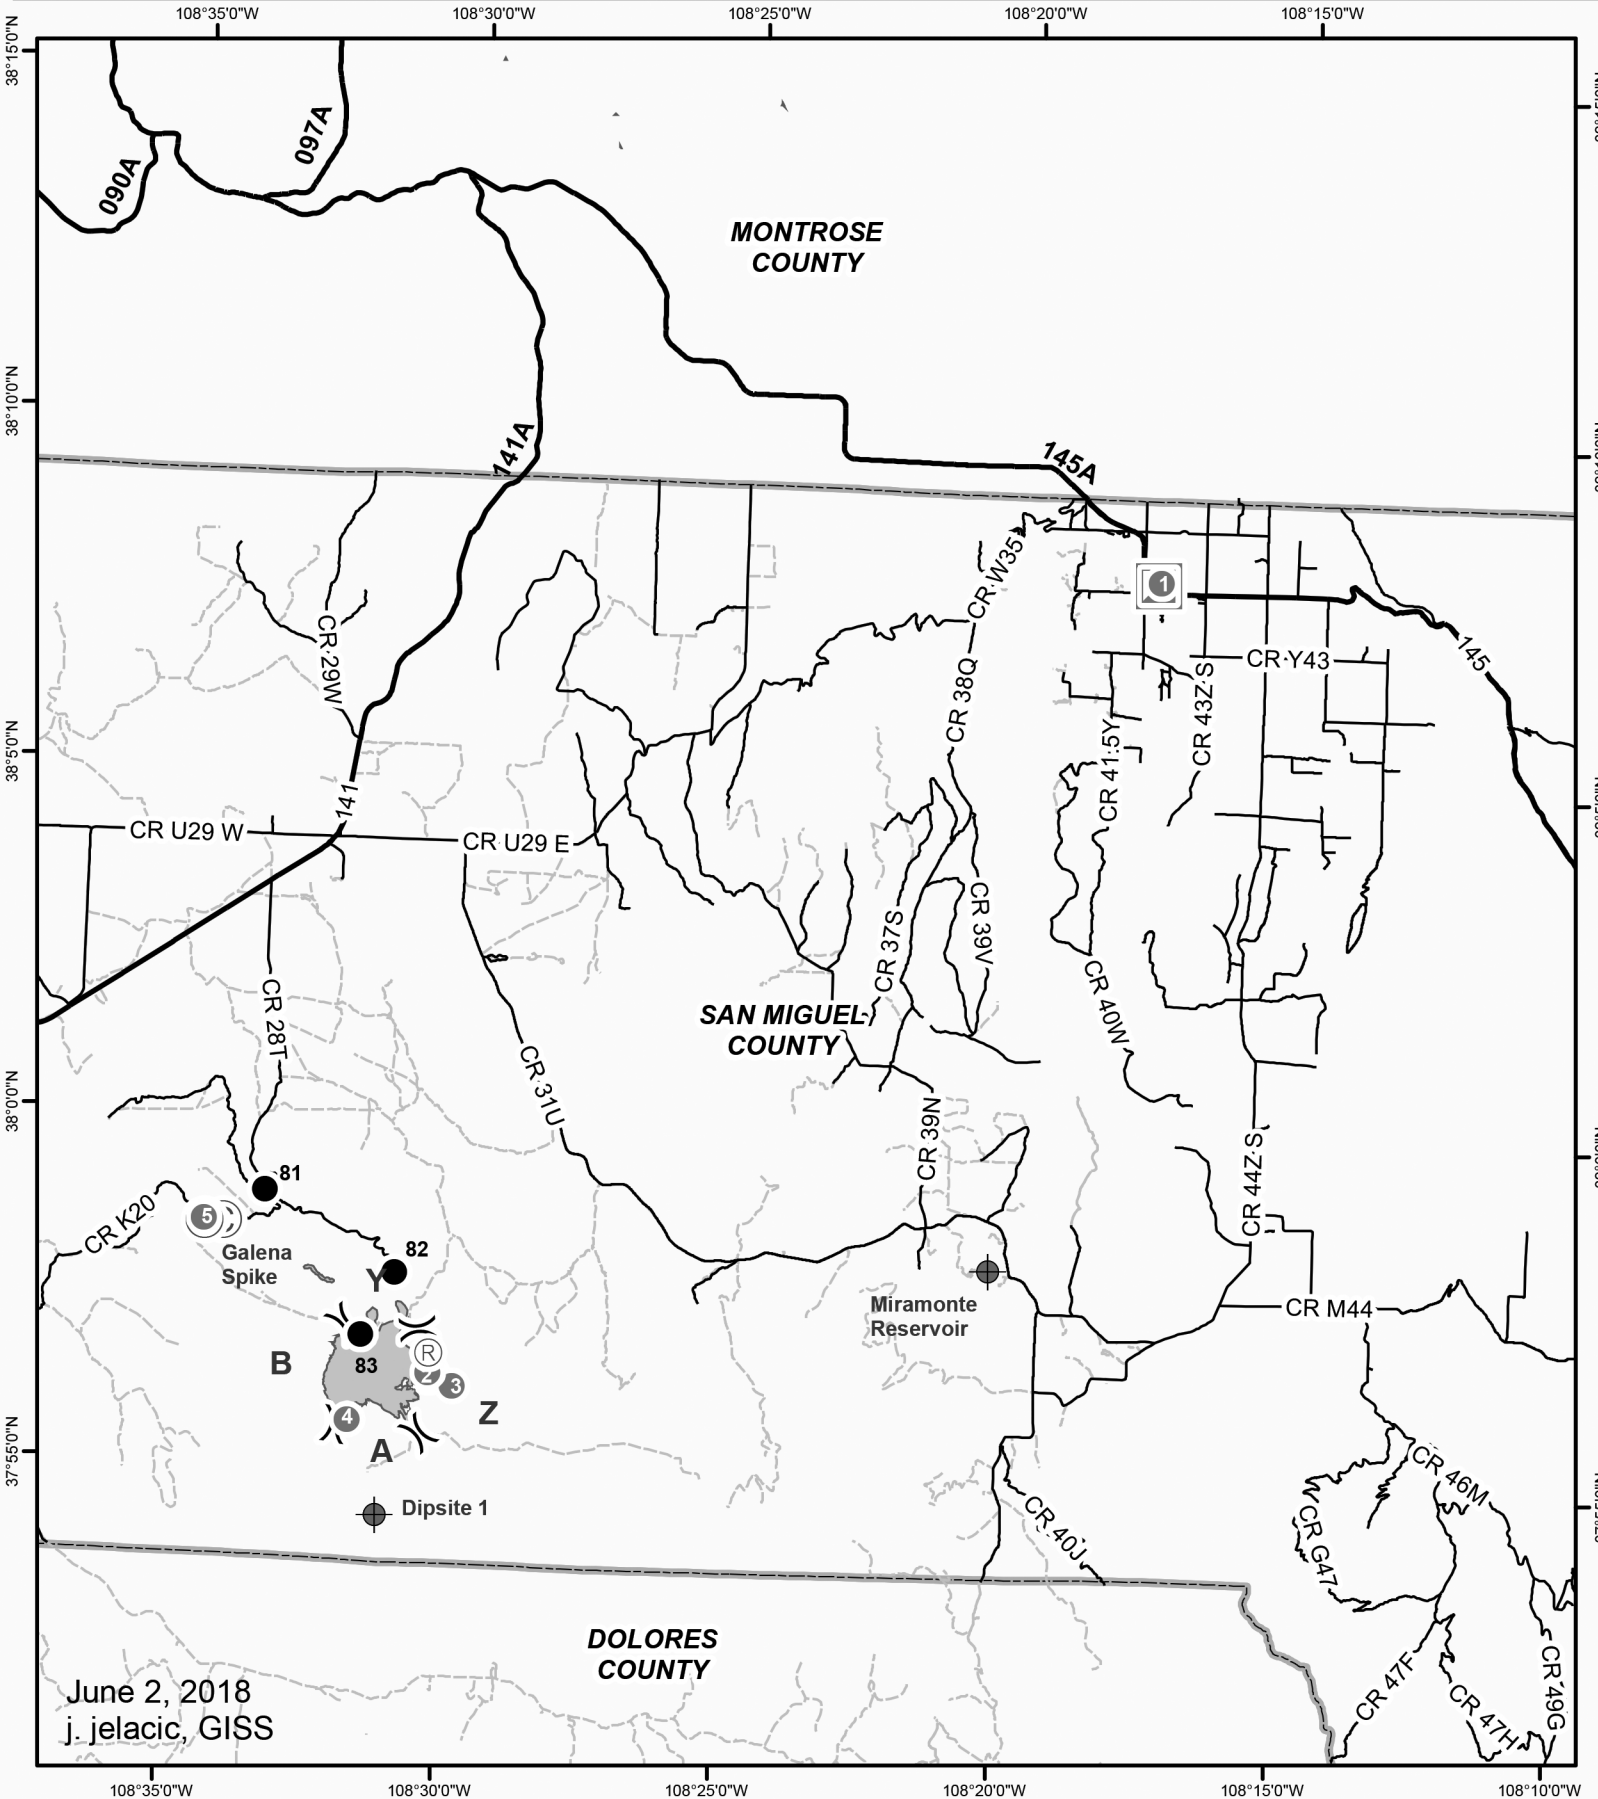 108°35'0"W
108°30'0"W
108°25'0"W
108°20'0"W
108°15'0"W
38°15'0"N
097A
090A
MONTROSE
COUNTY
38°10'0"N
141A
145A
CR W35
1
CR 29W
CR 38Q
CR Y43
145
CR 43Z S
38°5'0"N
CR 41.5Y
141
CR U29 W
CR U29 E
CR 37S
CR 39V
CR 28T
CR 40W
SAN MIGUEL
COUNTY
CR 31U
38°0'0"N
CR 39N
CR 44Z S
81
CR K20
5
Galena
Spike
82
Y
Miramonte
Reservoir
CR M44
B
83
R
2
3
Z
4
A
37°55'0"N
CR 46M
Dipsite 1
CR 40J
CR G47
DOLORES
COUNTY
CR 47F
CR 49G
CR 47H
June 2, 2018
j. jelacic, GISS
108°35'0"W
108°30'0"W
108°25'0"W
108°20'0"W
108°15'0"W
108°10'0"W